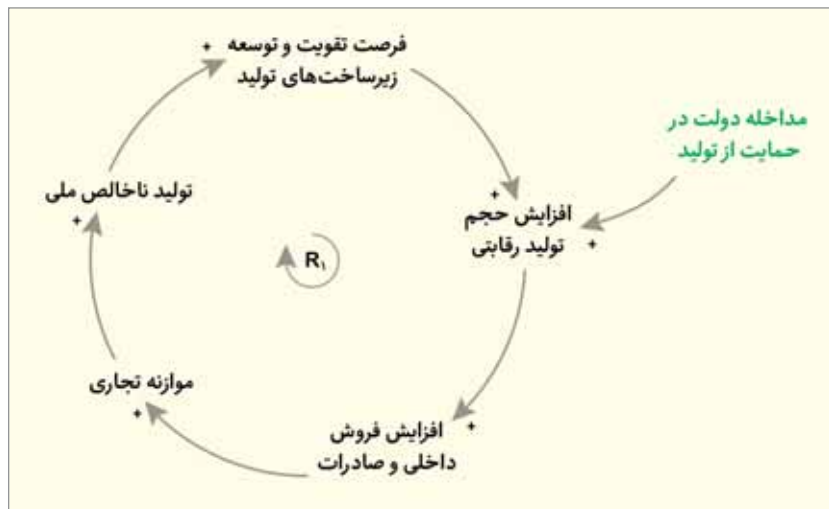 + فرصت تقویت و توسعه
زیرساخت‌های تولید
مداخله دولت در
حمایت از تولید
+
افزایش حجم
تولید رقابتی +
+ افزایش فروش
داخلی و صادرات
موازنه تجاری
+
تولید ناخالص ملی
+
R۱